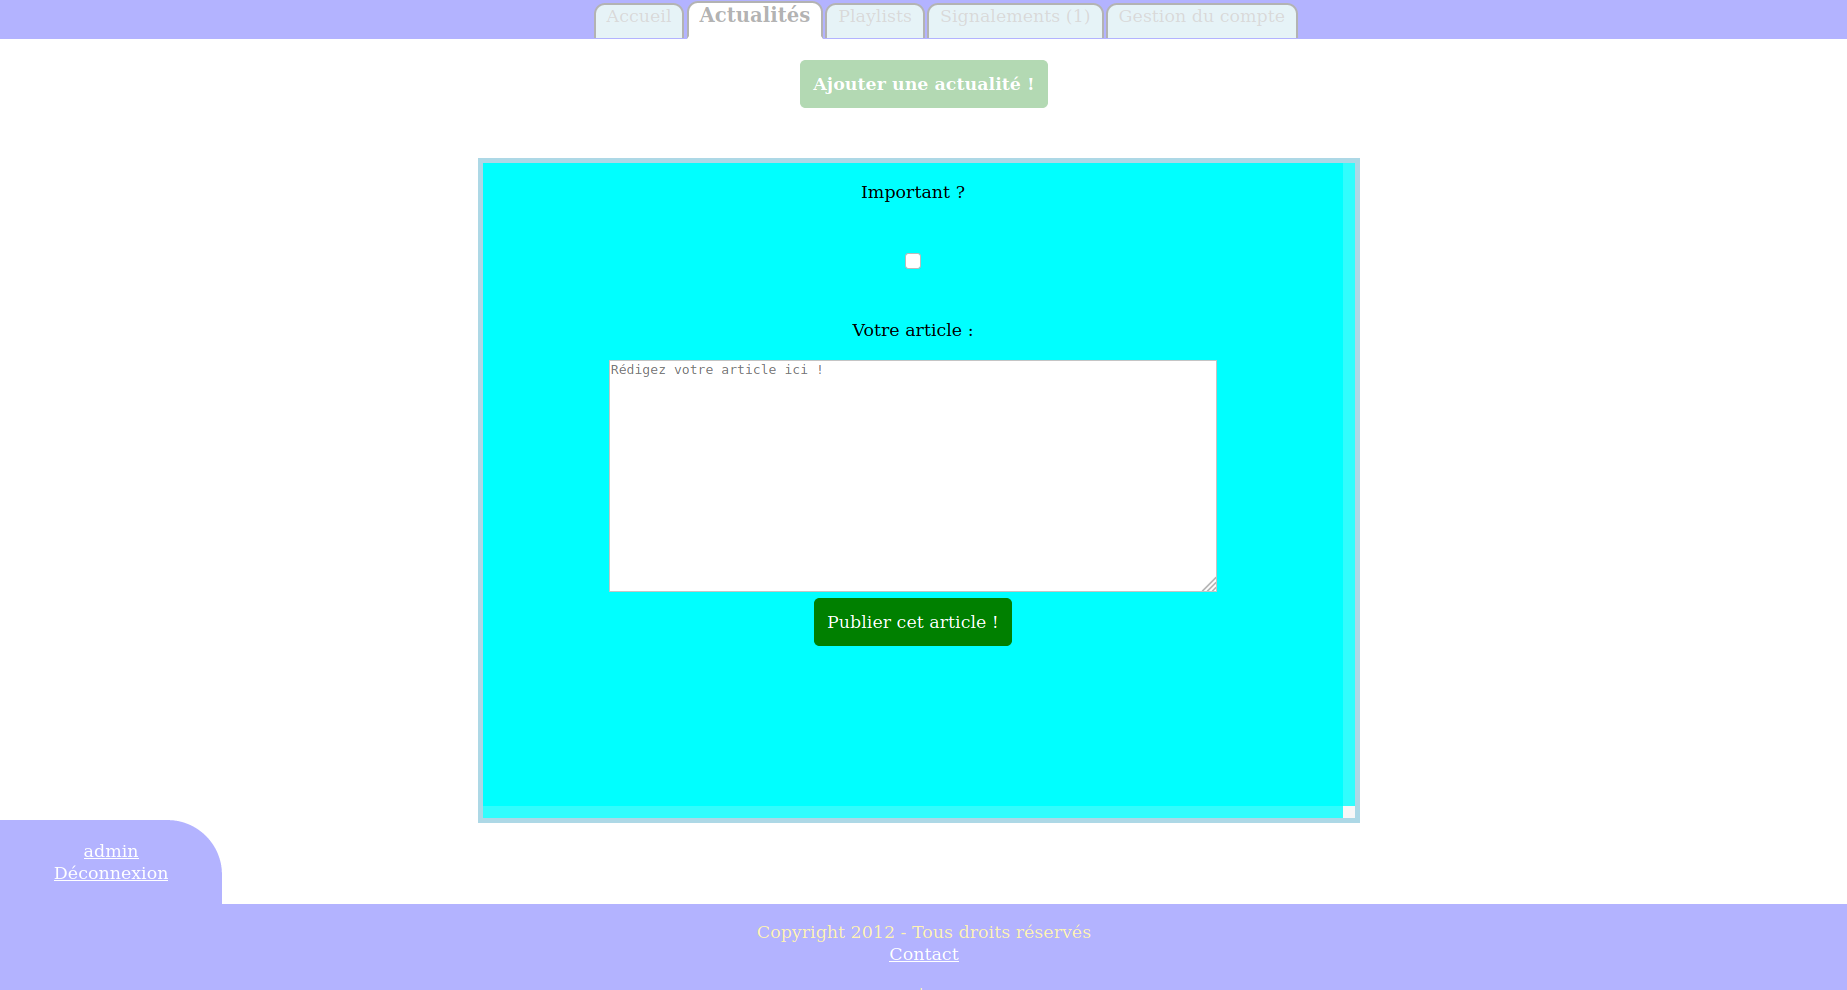 Accueil Actualités Playlists Signalements (1) Gestion du compte
Ajouter une actualité !
Important ?
Votre article :
Rédigez votre article ici !
Publier cet article !
admin
Déconnexion
Copyright 2012 - Tous droits réservés
Contact